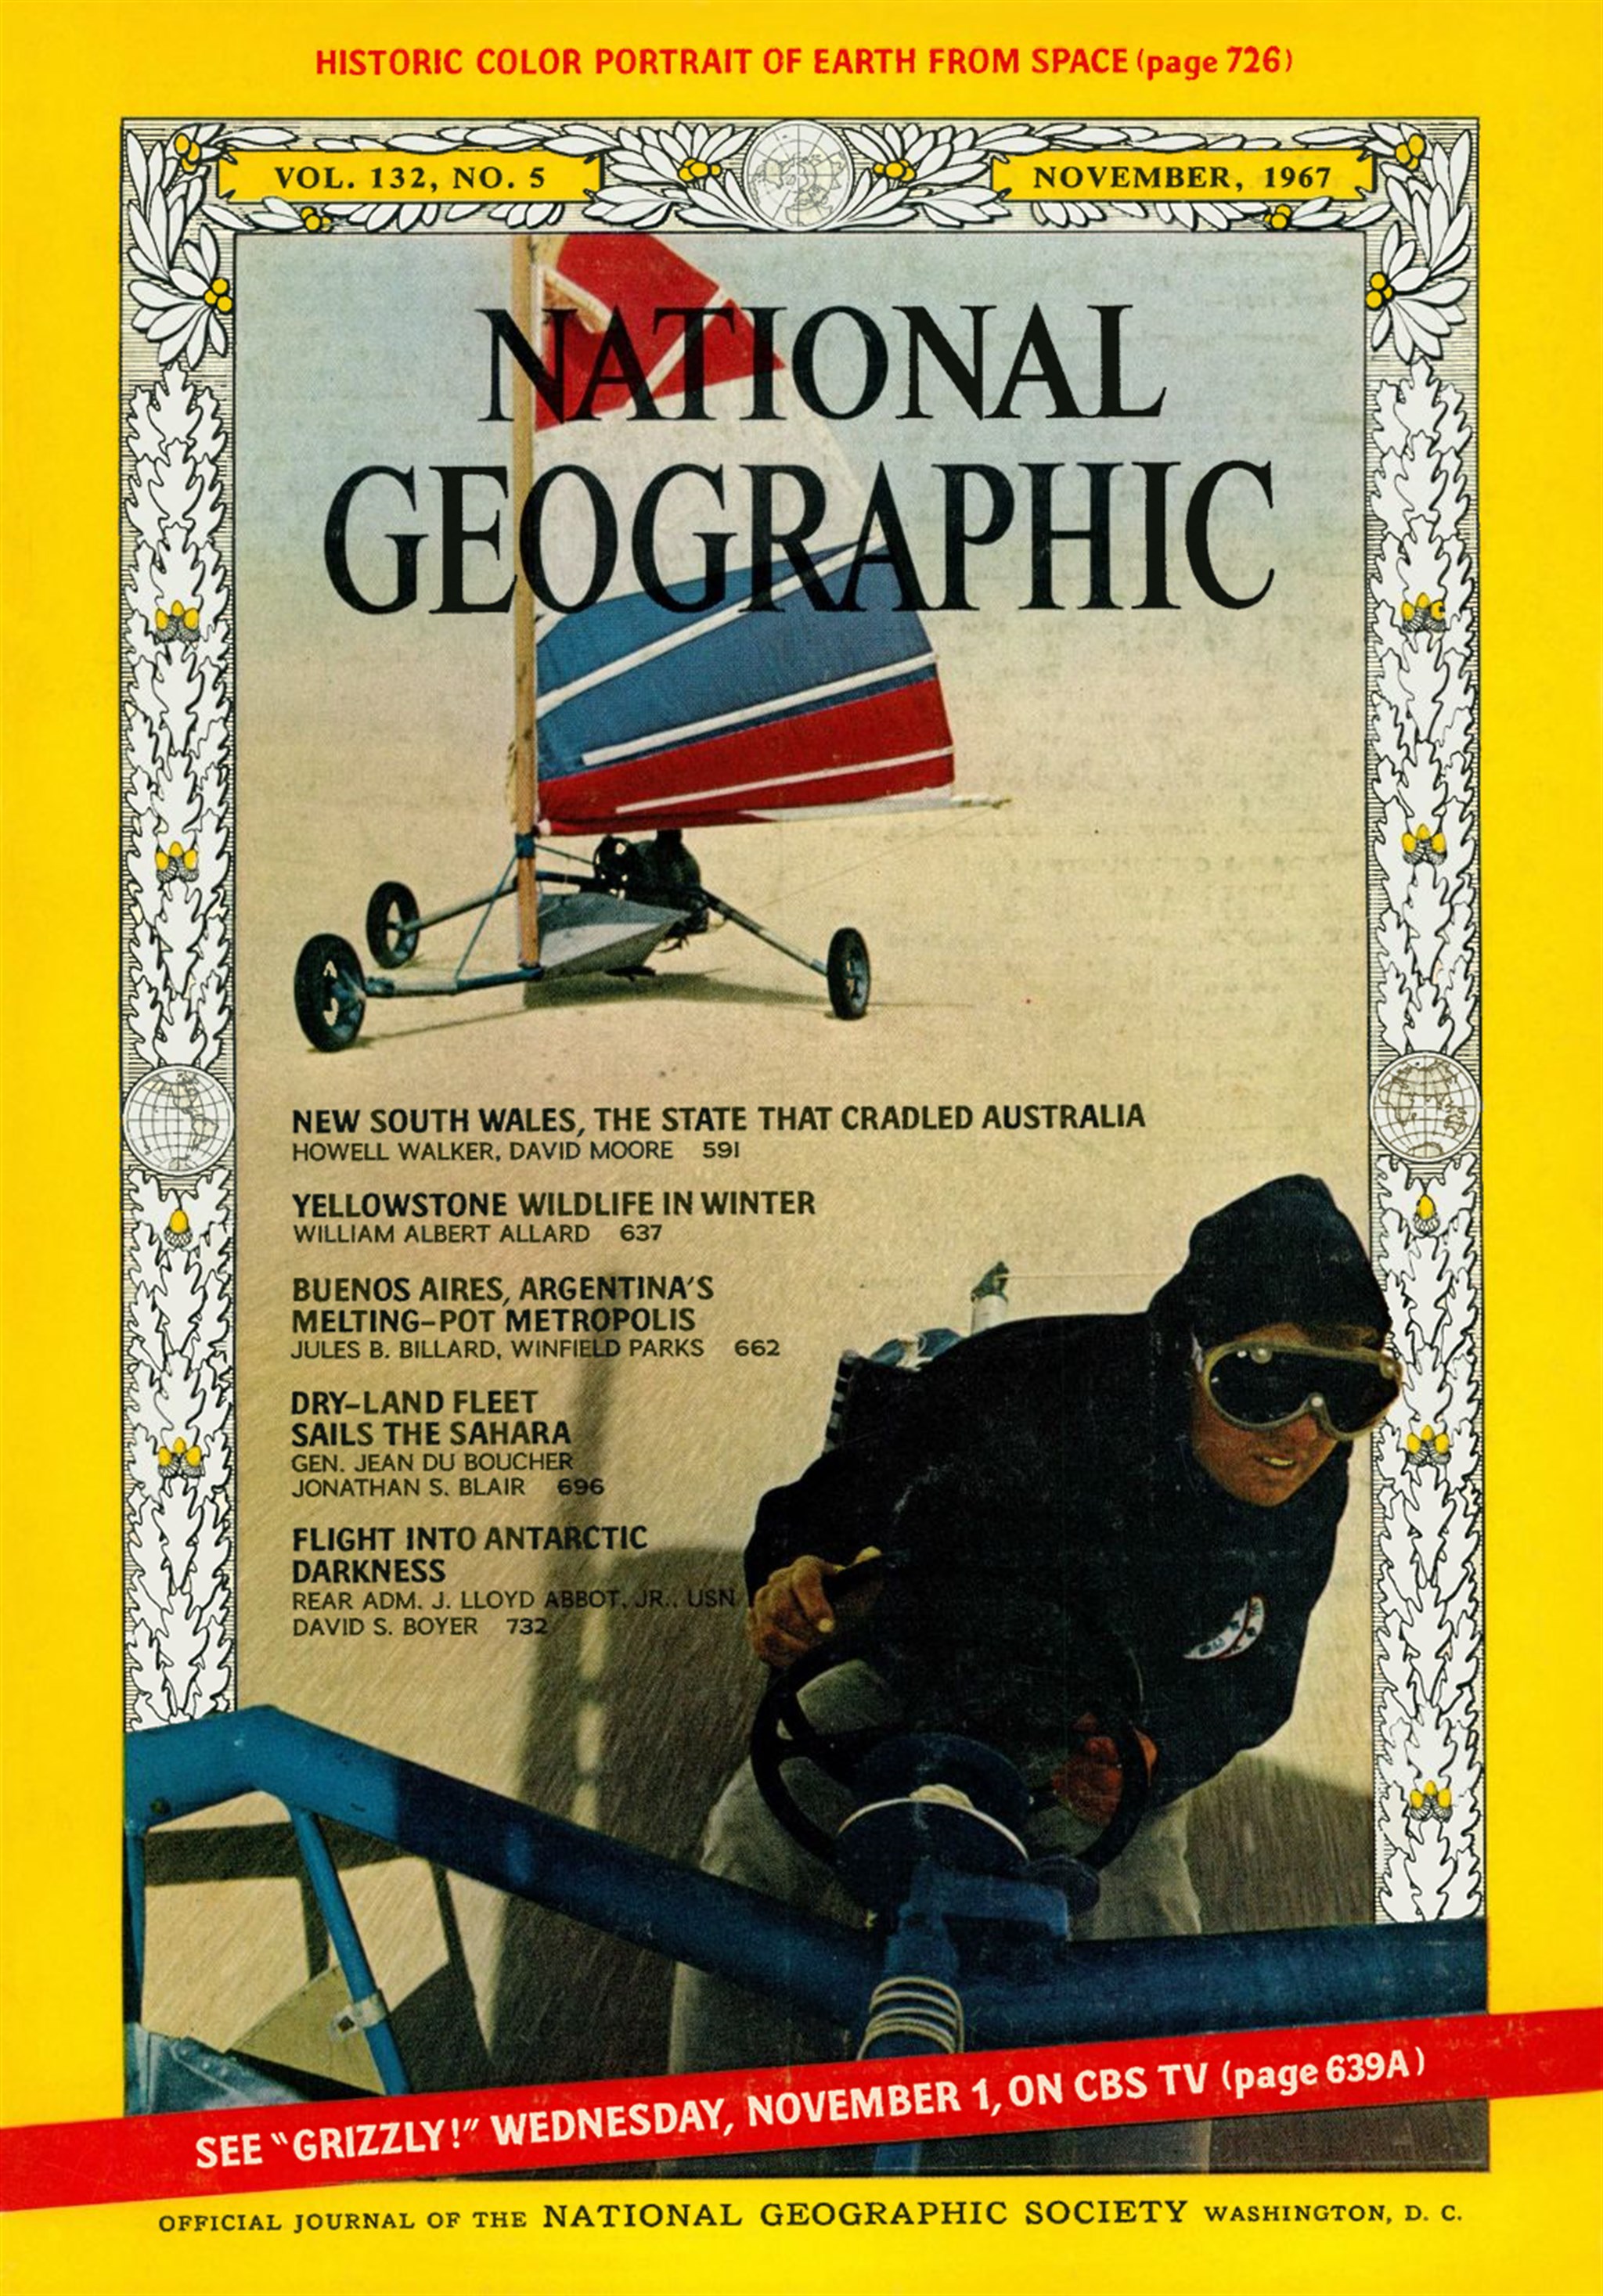 HISTORIC COLOR PORTRAIT OF EARTH FROM SPACE (page 726)
VOL. 132, NO. 5
NOVEMBER, 1967
NATIONAL
GEOGRAPHIC
NEW SOUTH WALES, THE STATE THAT CRADLED AUSTRALIA
HOWELL WALKER, DAVID MOORE 591
YELLOWSTONE WILDLIFE IN WINTER
WILLIAM ALBERT ALLARD 637
BUENOS AIRES, ARGENTINA'S
MELTING-POT METROPOLIS
JULES B. BILLARD, WINFIELD PARKS 662
DRY-LAND FLEET
SAILS THE SAHARA
GEN. JEAN DU BOUCHER
JONATHAN S. BLAIR 696
FLIGHT INTO ANTARCTIC
DARKNESS
REAR ADM. J. LLOYD ABBOT, JR., USN
DAVID S. BOYER 732
SEE "GRIZZLY!" WEDNESDAY, NOVEMBER 1, ON CBS TV (page 639A)
OFFICIAL JOURNAL OF THE NATIONAL GEOGRAPHIC SOCIETY WASHINGTON, D. C.